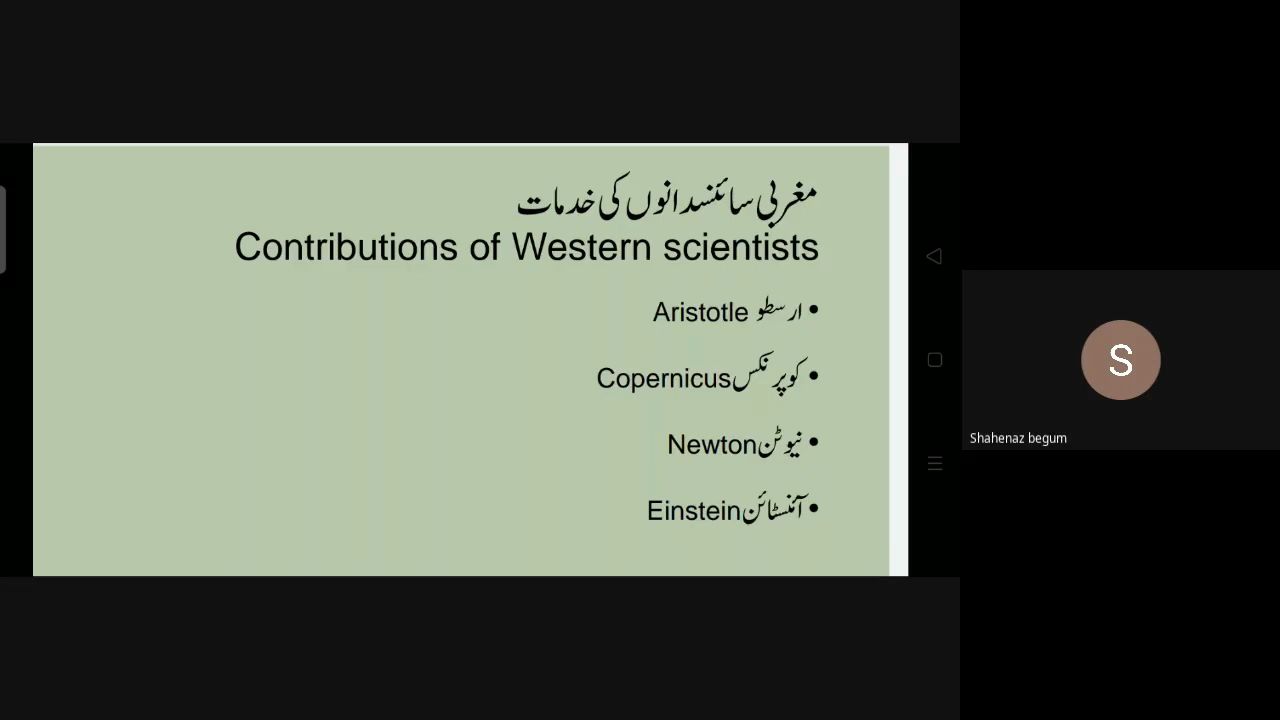 مغربی سائنسدانوں کی خدمات
Contributions of Western scientists
• ارسطو Aristotle
• کوپرنکس Copernicus
• نیوٹن Newton
• آئنسٹائن Einstein
S
Shahenaz begum